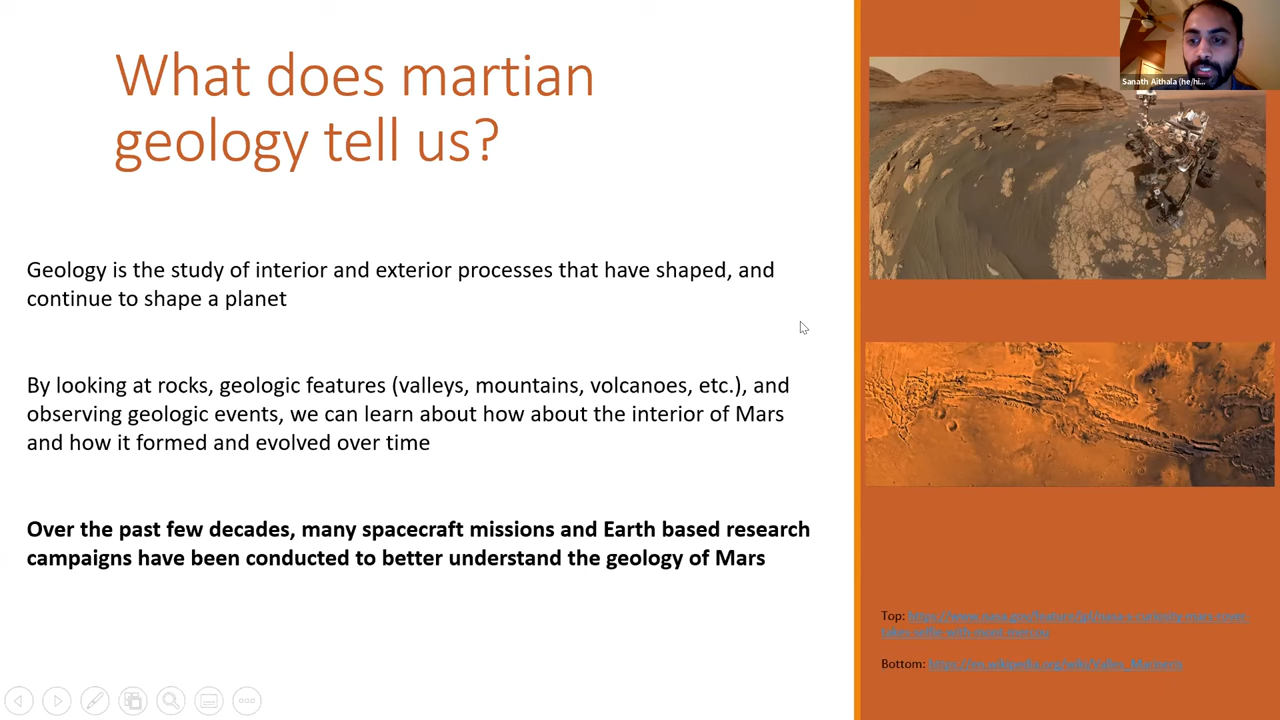 What does martian
geology tell us?
Geology is the study of interior and exterior processes that have shaped, and
continue to shape a planet
By looking at rocks, geologic features (valleys, mountains, volcanoes, etc.), and
observing geologic events, we can learn about how about the interior of Mars
and how it formed and evolved over time
Over the past few decades, many spacecraft missions and Earth based research
campaigns have been conducted to better understand the geology of Mars
Sanath Aithala (he/hi...
Top:
Bottom: https://en.wikipedia.org/wiki/Valles_Marineris